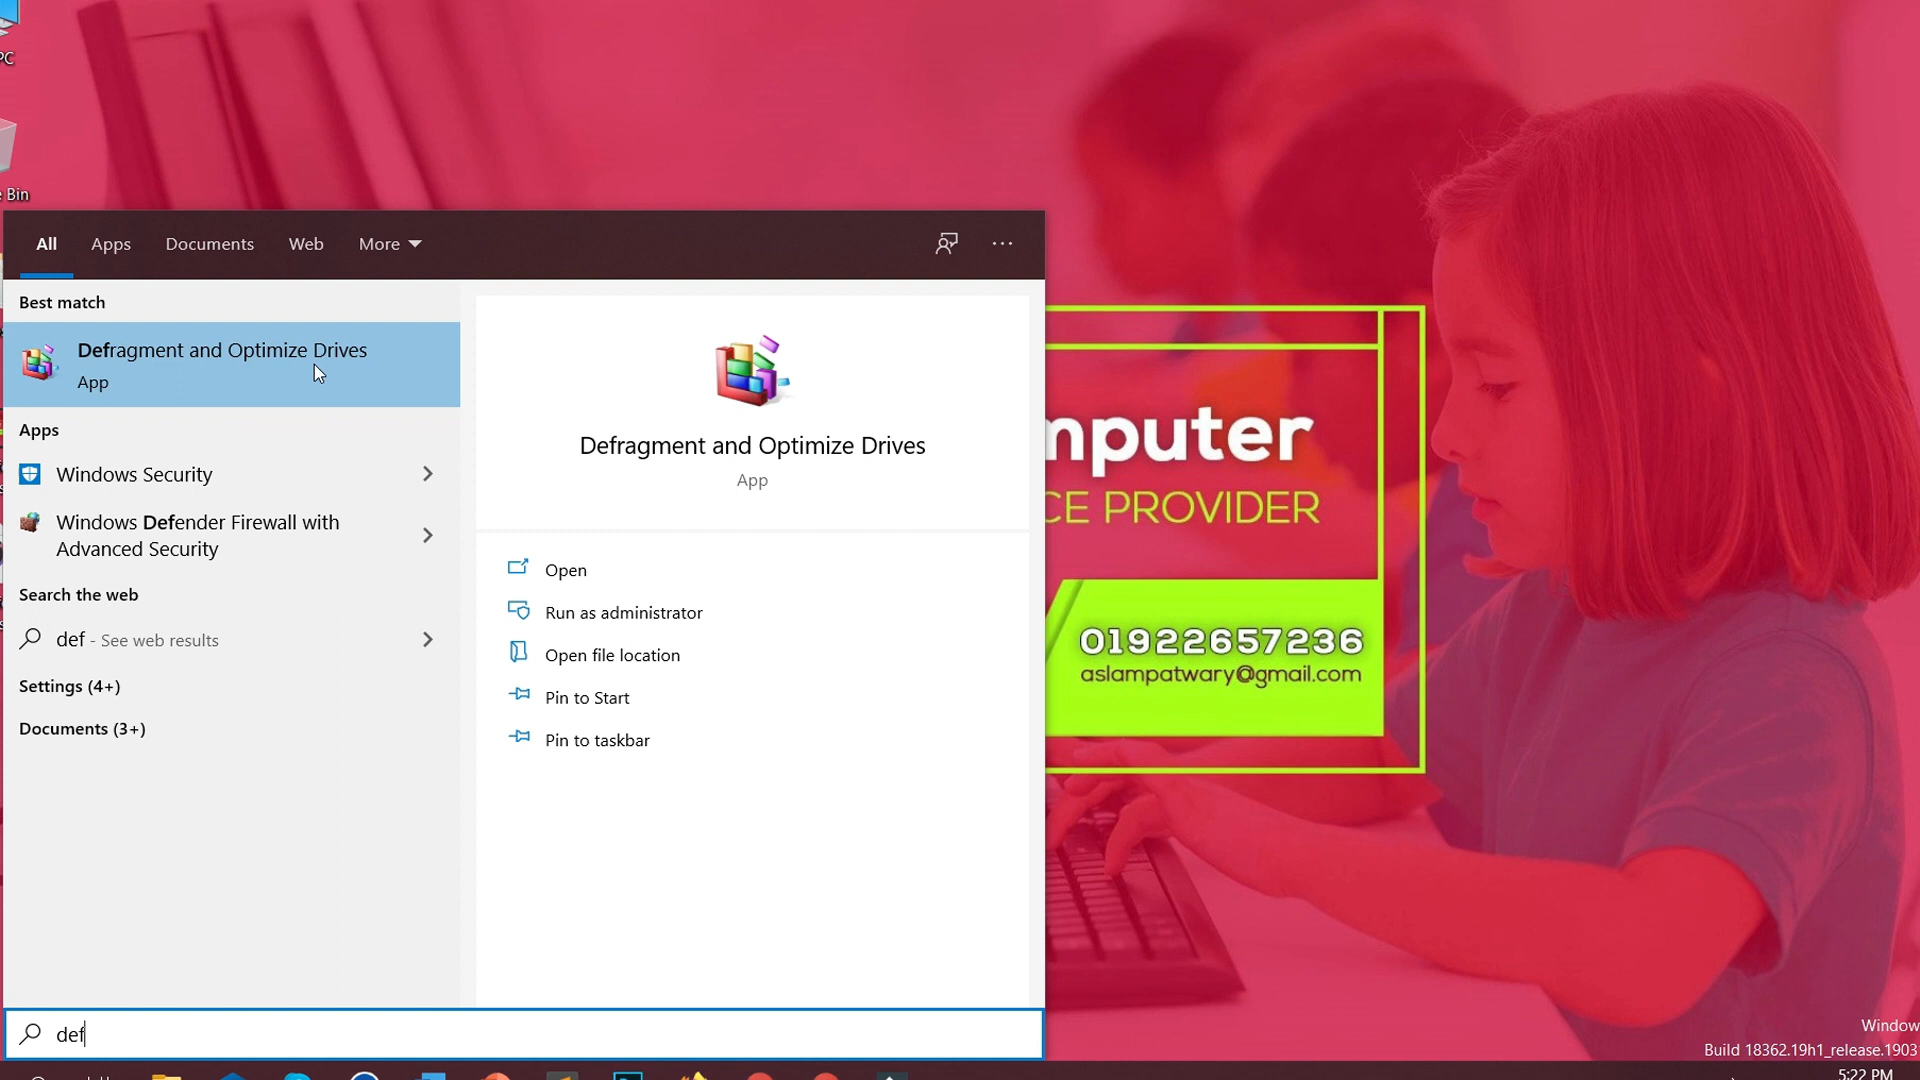 PC
Bin
All Apps Documents Web More
Best match
Defragment and Optimize Drives
App
Apps
Windows Security
Windows Defender Firewall with
Advanced Security
Search the web
def - See web results
Settings (4+)
Documents (3+)
Defragment and Optimize Drives
App
Open
Run as administrator
Open file location
Pin to Start
Pin to taskbar
def
mputer
CE PROVIDER
01922657236
aslampatwary@gmail.com
Window
Build 18362.19h1_release.1903
5:22 PM